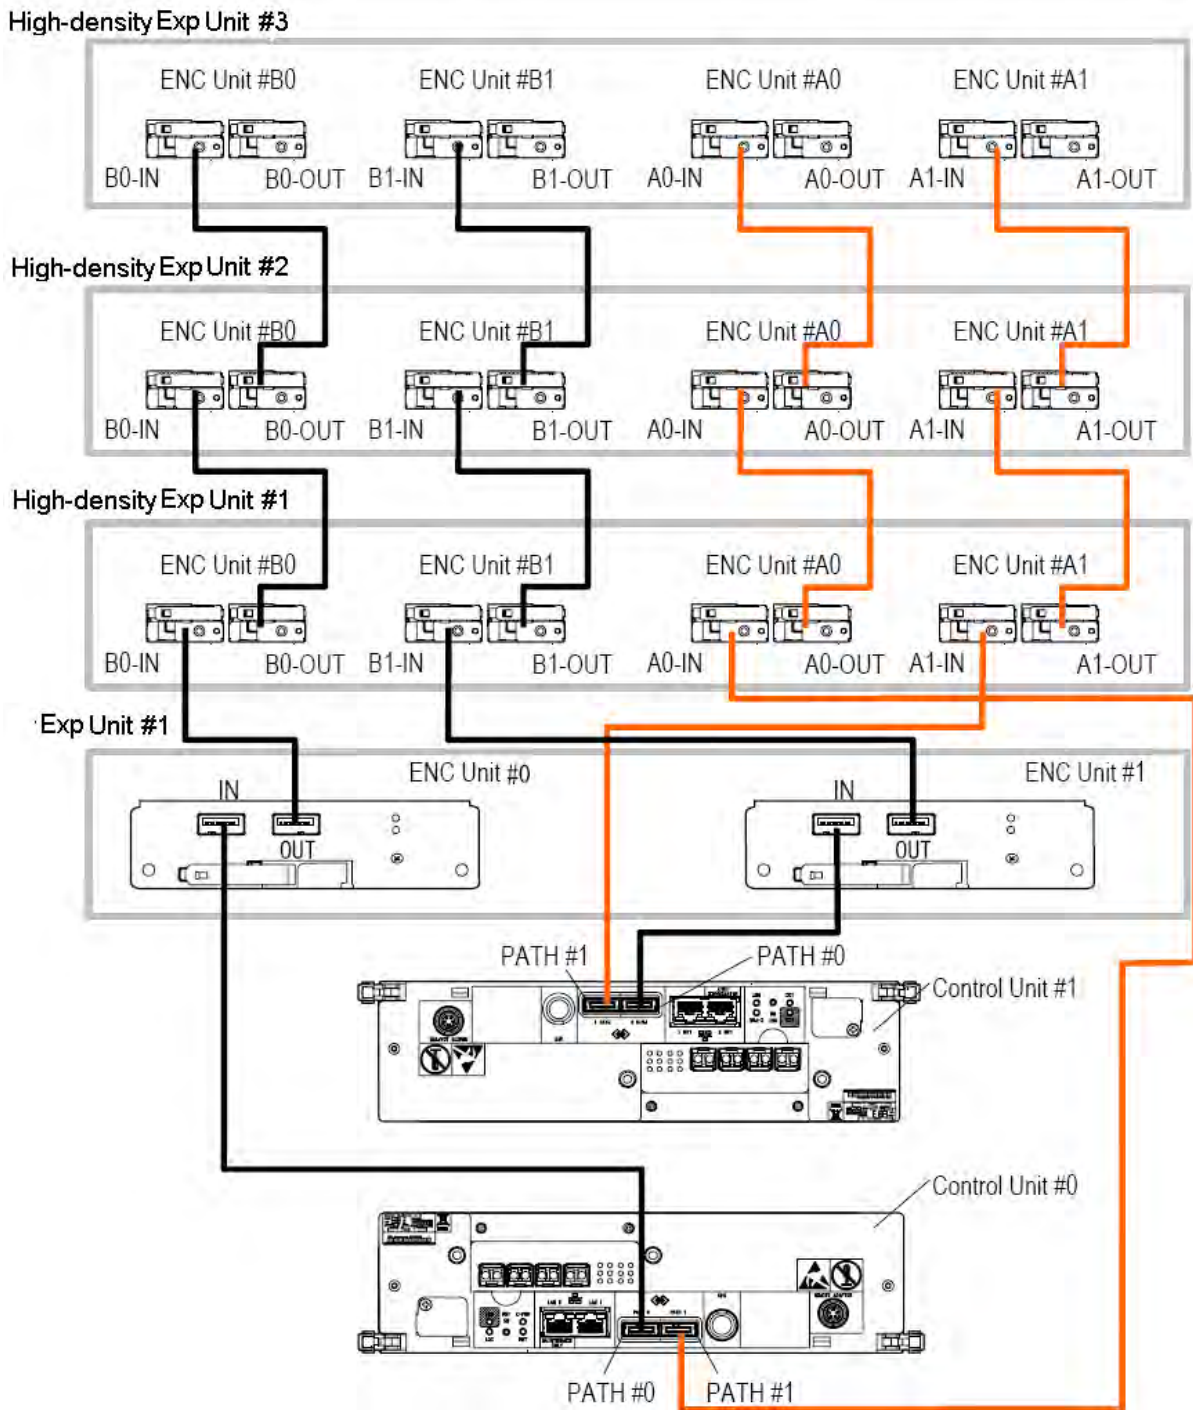 High-density Exp Unit #3
ENC Unit #B0 ENC Unit #B1 ENC Unit #A0 ENC Unit #A1
B0-IN B0-OUT B1-IN B1-OUT A0-IN A0-OUT A1-IN A1-OUT
High-density Exp Unit #2
ENC Unit #B0 ENC Unit #B1 ENC Unit #A0 ENC Unit #A1
B0-IN B0-OUT B1-IN B1-OUT A0-IN A0-OUT A1-IN A1-OUT
High-density Exp Unit #1
ENC Unit #B0 ENC Unit #B1 ENC Unit #A0 ENC Unit #A1
B0-IN B0-OUT B1-IN B1-OUT A0-IN A0-OUT A1-IN A1-OUT
Exp Unit #1
ENC Unit #0 ENC Unit #1
IN IN
OUT OUT
PATH #1 PATH #0
Control Unit #1
Control Unit #0
PATH #0 PATH #1